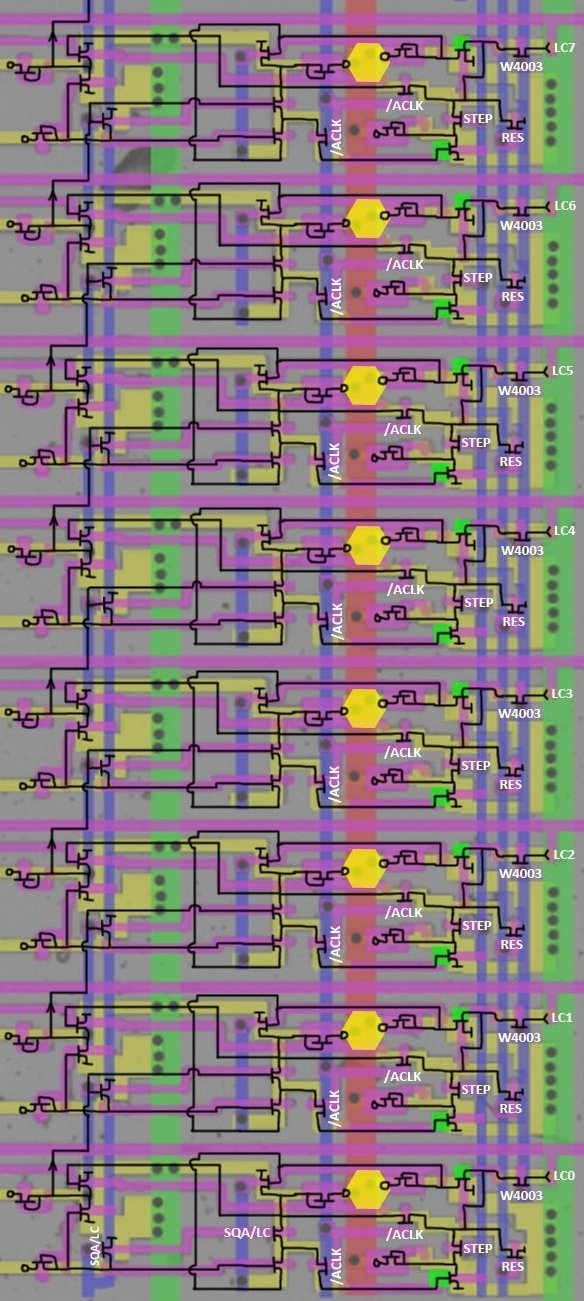 LC7
W4003
/ACLK
STEP
/ACLK
RES
LC6
W4003
/ACLK
STEP
/ACLK
RES
LC5
W4003
/ACLK
STEP
/ACLK
RES
LC4
W4003
/ACLK
STEP
/ACLK
RES
LC3
W4003
/ACLK
STEP
/ACLK
RES
LC2
W4003
/ACLK
STEP
/ACLK
RES
LC1
W4003
/ACLK
STEP
/ACLK
RES
LC0
W4003
SQA/LC
SQA/LC
/ACLK
STEP
/ACLK
RES